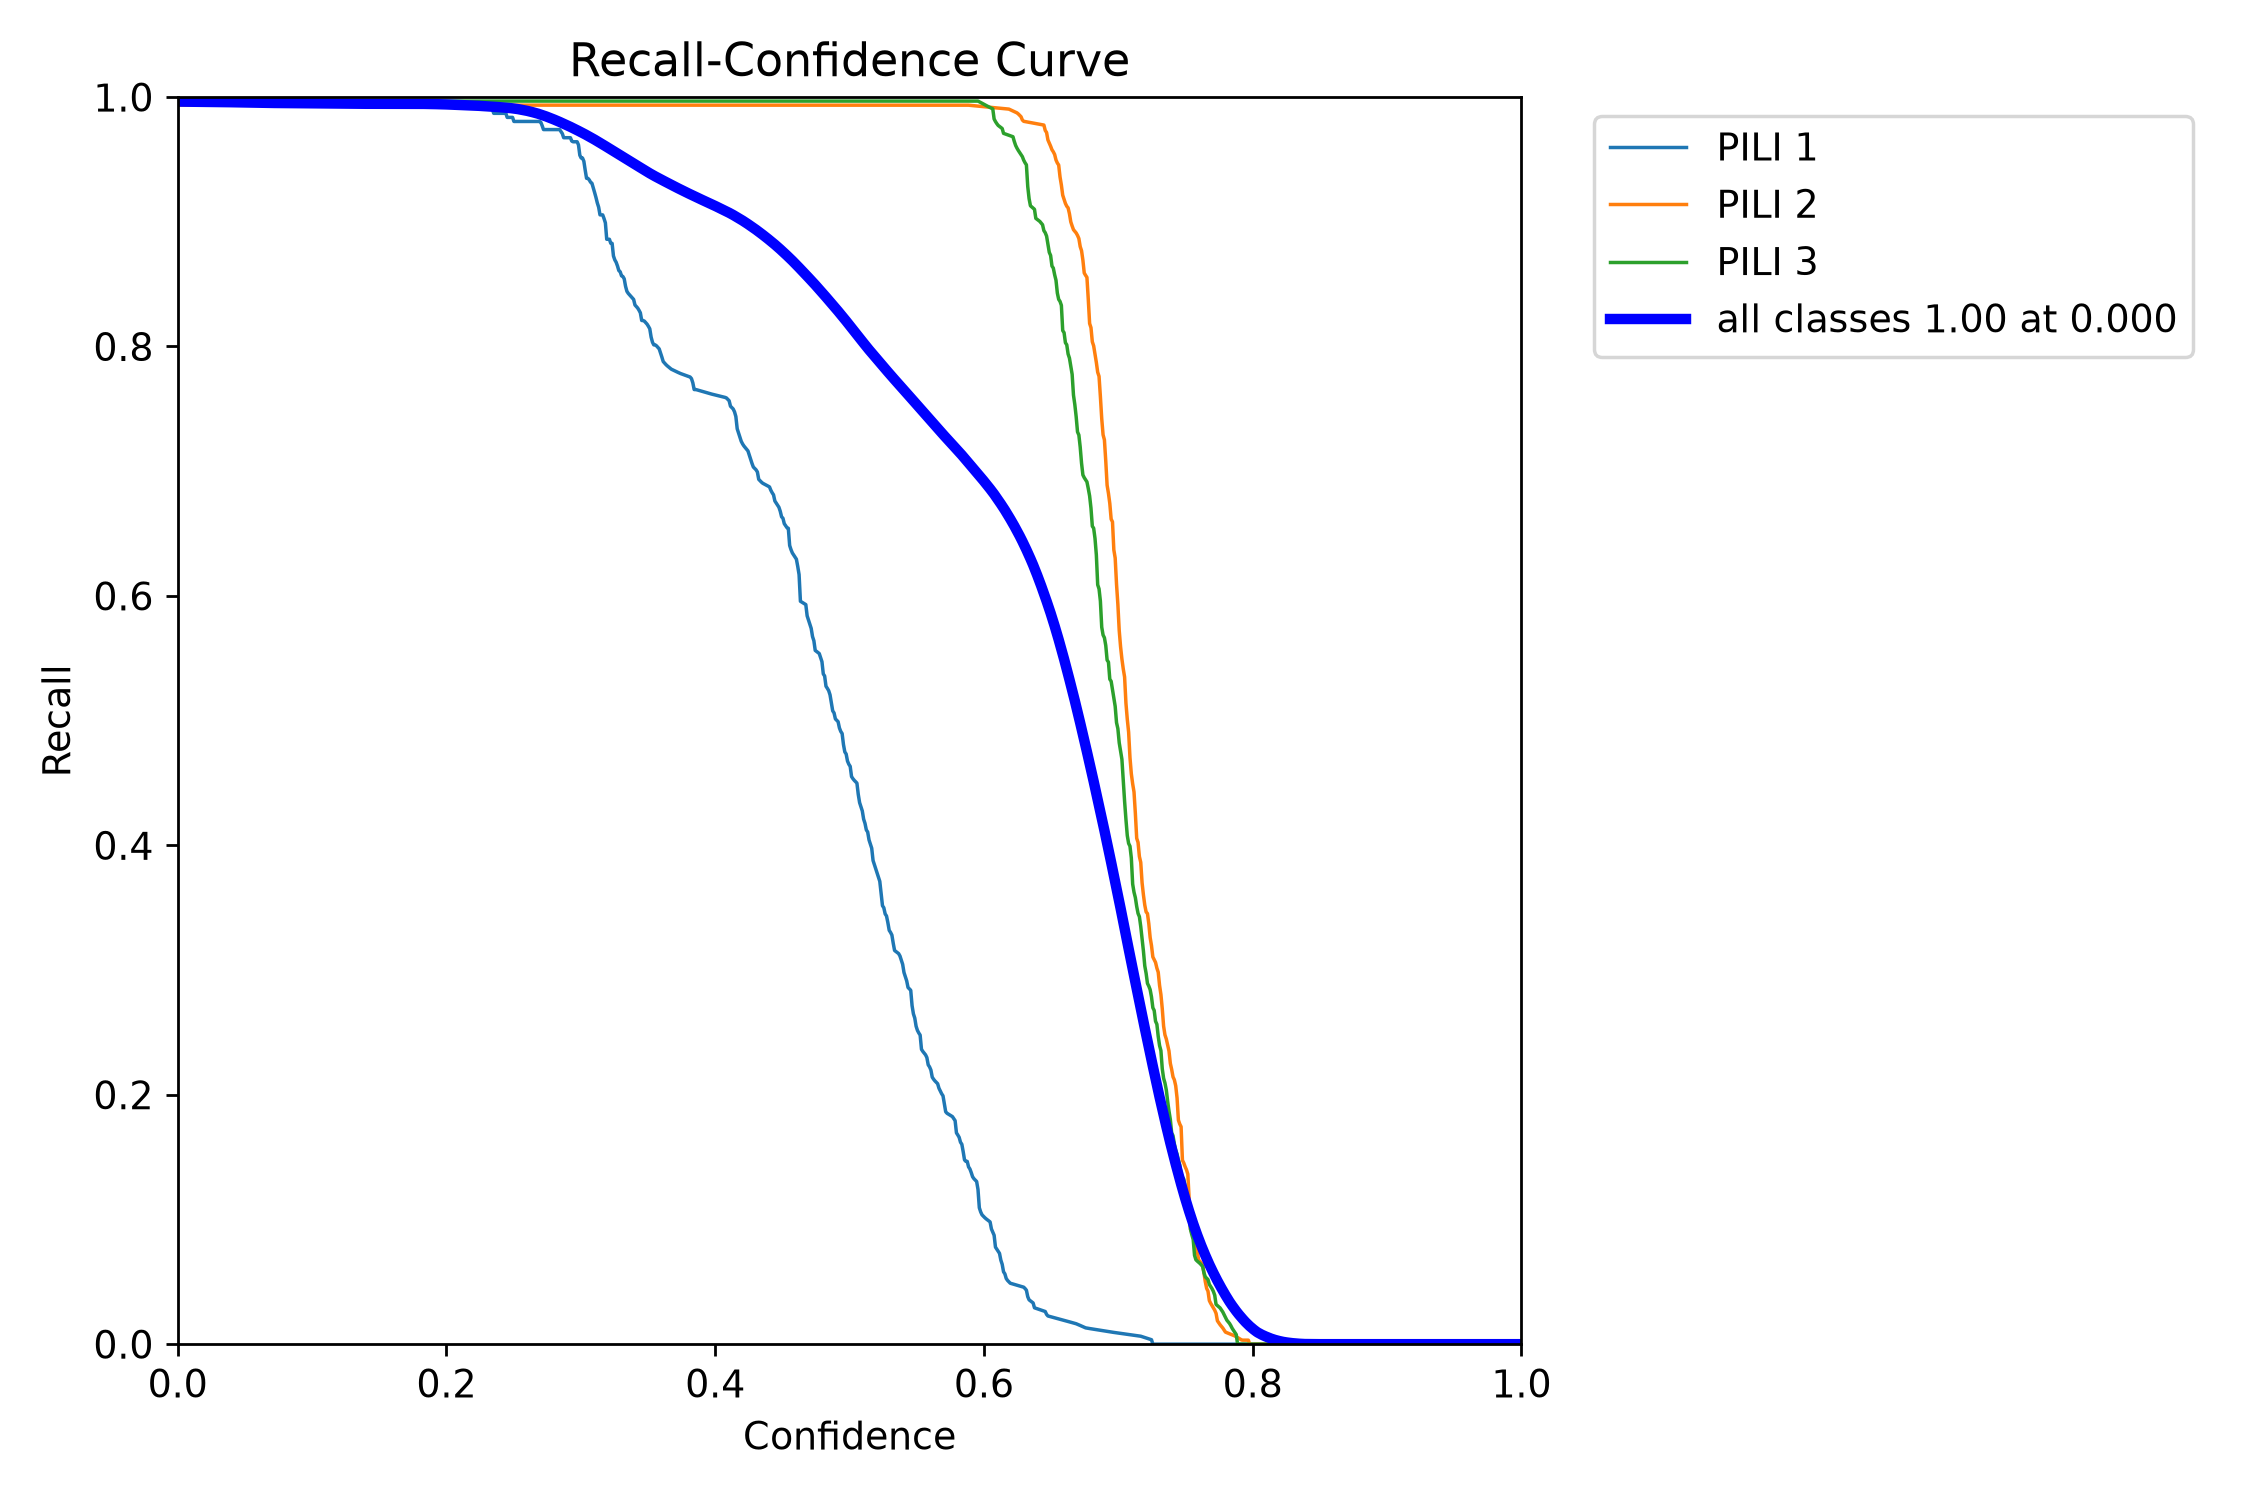 Recall-Confidence Curve
1.0
0.8
0.6
0.4
0.2
0.0
Recall
0.0 0.2 0.4 0.6 0.8 1.0
Confidence
PILI 1
PILI 2
PILI 3
all classes 1.00 at 0.000